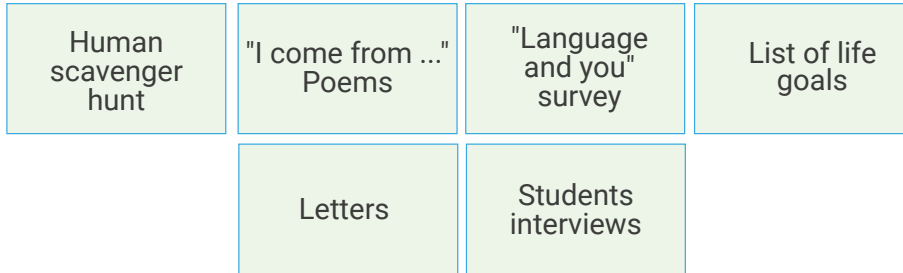 Human
scavenger
hunt
"I come from ..."
Poems
"Language
and you"
survey
List of life
goals
Letters
Students
interviews